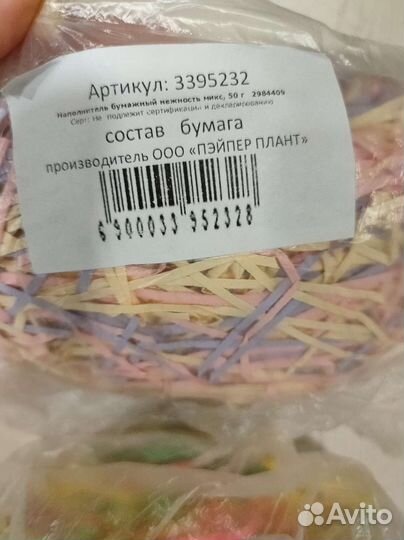 Артикул: 3395232
Наполнитель бумажный нежность микс, 50 г 2984409
Серт: Не подлежит сертификации и декларированию
состав бумага
производитель ООО «ПЭЙПЕР ПЛАНТ»
6 900033 952328
Avito